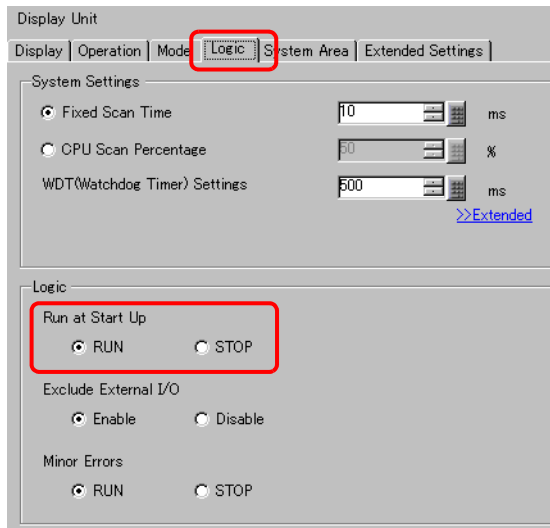 Display Unit
Display Operation Mode Logic System Area Extended Settings
System Settings
Fixed Scan Time 10 ms
CPU Scan Percentage 50 %
WDT(Watchdog Timer) Settings 500 ms
>>Extended
Logic
Run at Start Up
RUN STOP
Exclude External I/O
Enable Disable
Minor Errors
RUN STOP